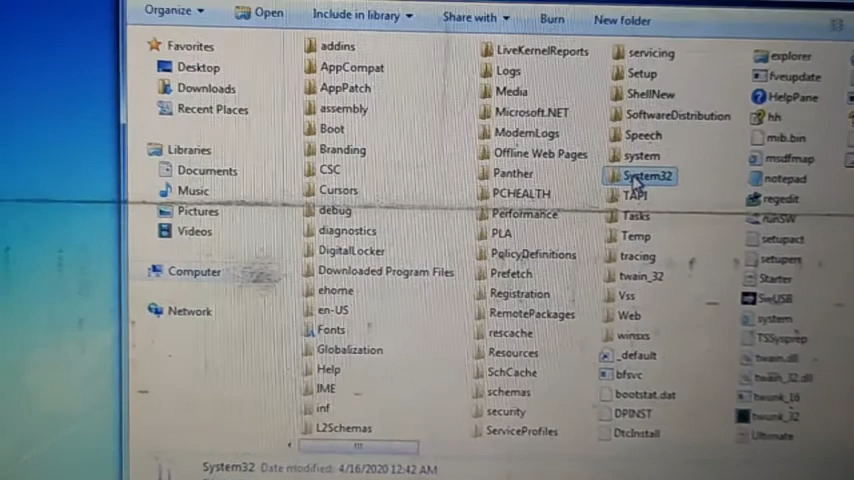 Organize
Open
Include in library
Share with
Burn
New folder
Favorites
Desktop
Downloads
Recent Places
Libraries
Documents
Music
Pictures
Videos
Computer
Network
addins
AppCompat
AppPatch
assembly
Boot
Branding
CSC
Cursors
debug
diagnostics
DigitalLocker
Downloaded Program Files
ehome
en-US
Fonts
Globalization
Help
IME
inf
L2Schemas
LiveKernelReports
Logs
Media
Microsoft.NET
ModemLogs
Offline Web Pages
Panther
PCHEALTH
Performance
PLA
PolicyDefinitions
Prefetch
Registration
RemotePackages
rescache
Resources
SchCache
schemas
security
ServiceProfiles
servicing
Setup
ShellNew
SoftwareDistribution
Speech
system
System32
TAPI
Tasks
Temp
tracing
twain_32
Vss
Web
winsxs
_default
bfsvc
bootstat.dat
DPINST
DtcInstall
explorer
fveupdate
HelpPane
hh
mib.bin
msdfmap
notepad
regedit
runSW
setupact
setuperr
Starter
SwUSB
system
TSSysprep
twain.dll
twain_32.dll
twunk_16
twunk_32
Ultimate
System32 Date modified: 4/16/2020 12:42 AM